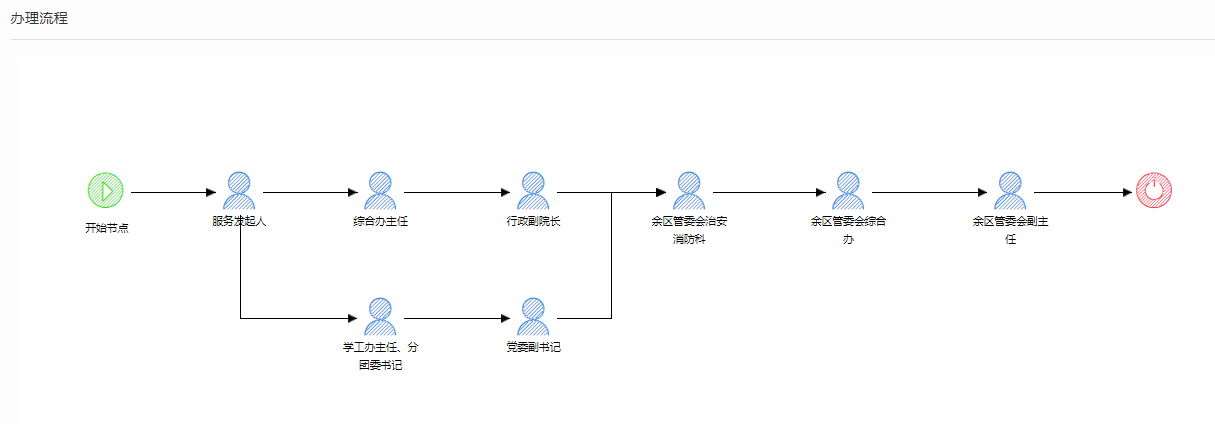 办理流程
开始节点
服务发起人
综合办主任
行政副院长
余区管委会治安
消防科
余区管委会综合
办
余区管委会副主
任
学工办主任、分
团委书记
党委副书记